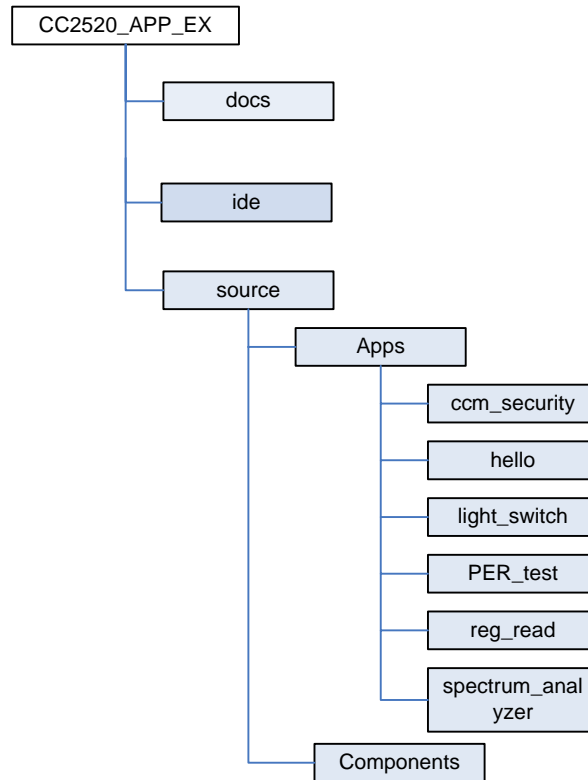 CC2520_APP_EX
docs
ide
source
Apps
ccm_security
hello
light_switch
PER_test
reg_read
spectrum_anal
yzer
Components